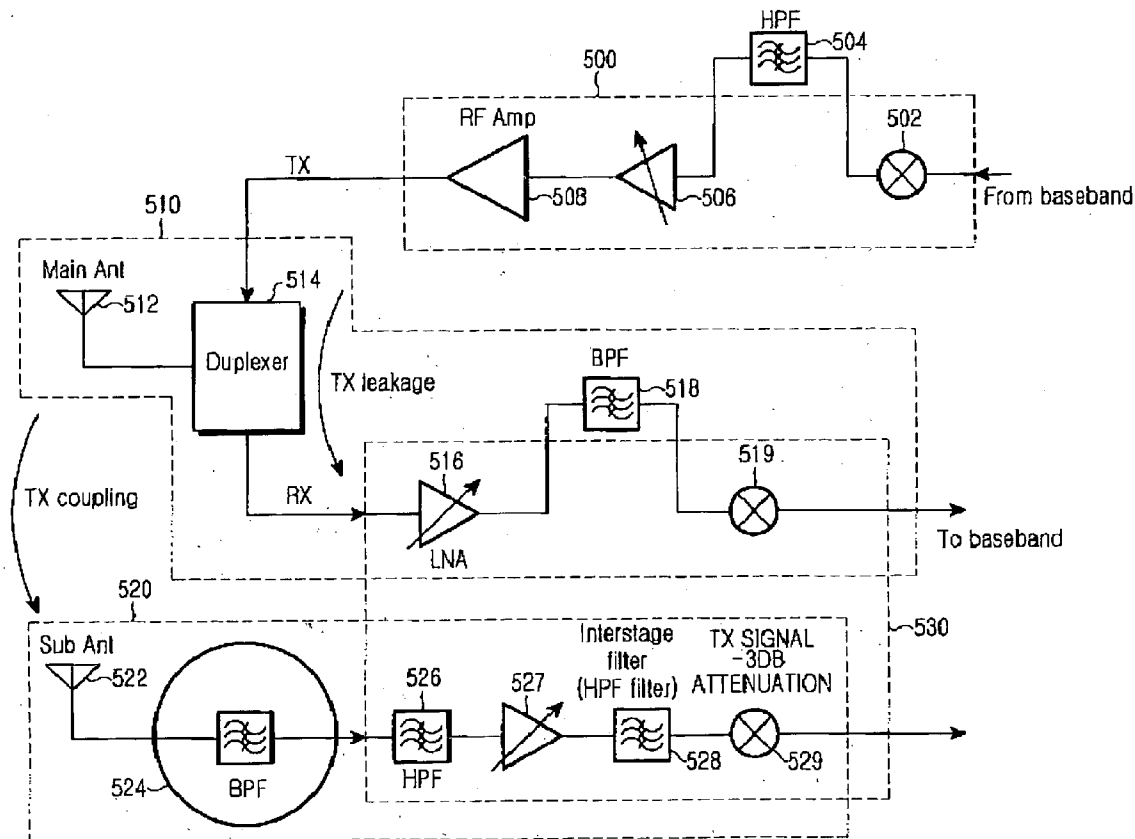 HPF
504
500
502
RF Amp
TX
508
506
From baseband
510
Main Ant
512
514
Duplexer
TX leakage
BPF
518
516
519
TX coupling
RX
LNA
To baseband
520
530
Sub Ant
522
526
527
Interstage
filter
(HPF filter)
TX SIGNAL
-3DB
ATTENUATION
524
BPF
HPF
528
529